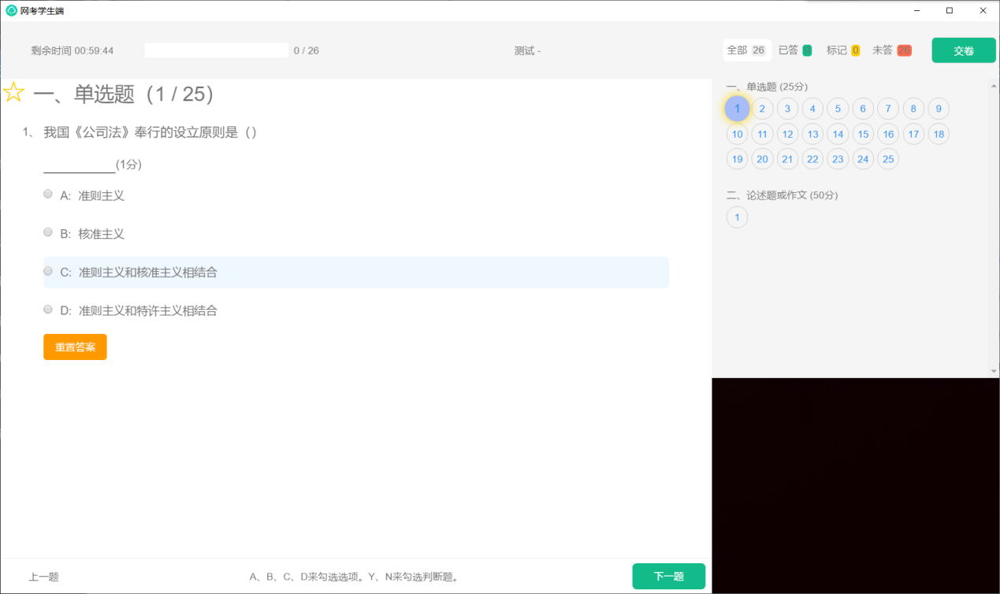 网考学生端
剩余时间 00:59:44
0 / 26
测试 -
全部 26 已答 标记 0 未答 26
交卷
一、单选题（1 / 25）
1、 我国《公司法》奉行的设立原则是（）
(1分)
A: 准则主义
B: 核准主义
C: 准则主义和核准主义相结合
D: 准则主义和特许主义相结合
重置答案
一、单选题 (25分)
1 2 3 4 5 6 7 8 9
10 11 12 13 14 15 16 17 18
19 20 21 22 23 24 25
二、论述题或作文 (50分)
1
上一题
A、B、C、D来勾选选项。Y、N来勾选判断题。
下一题